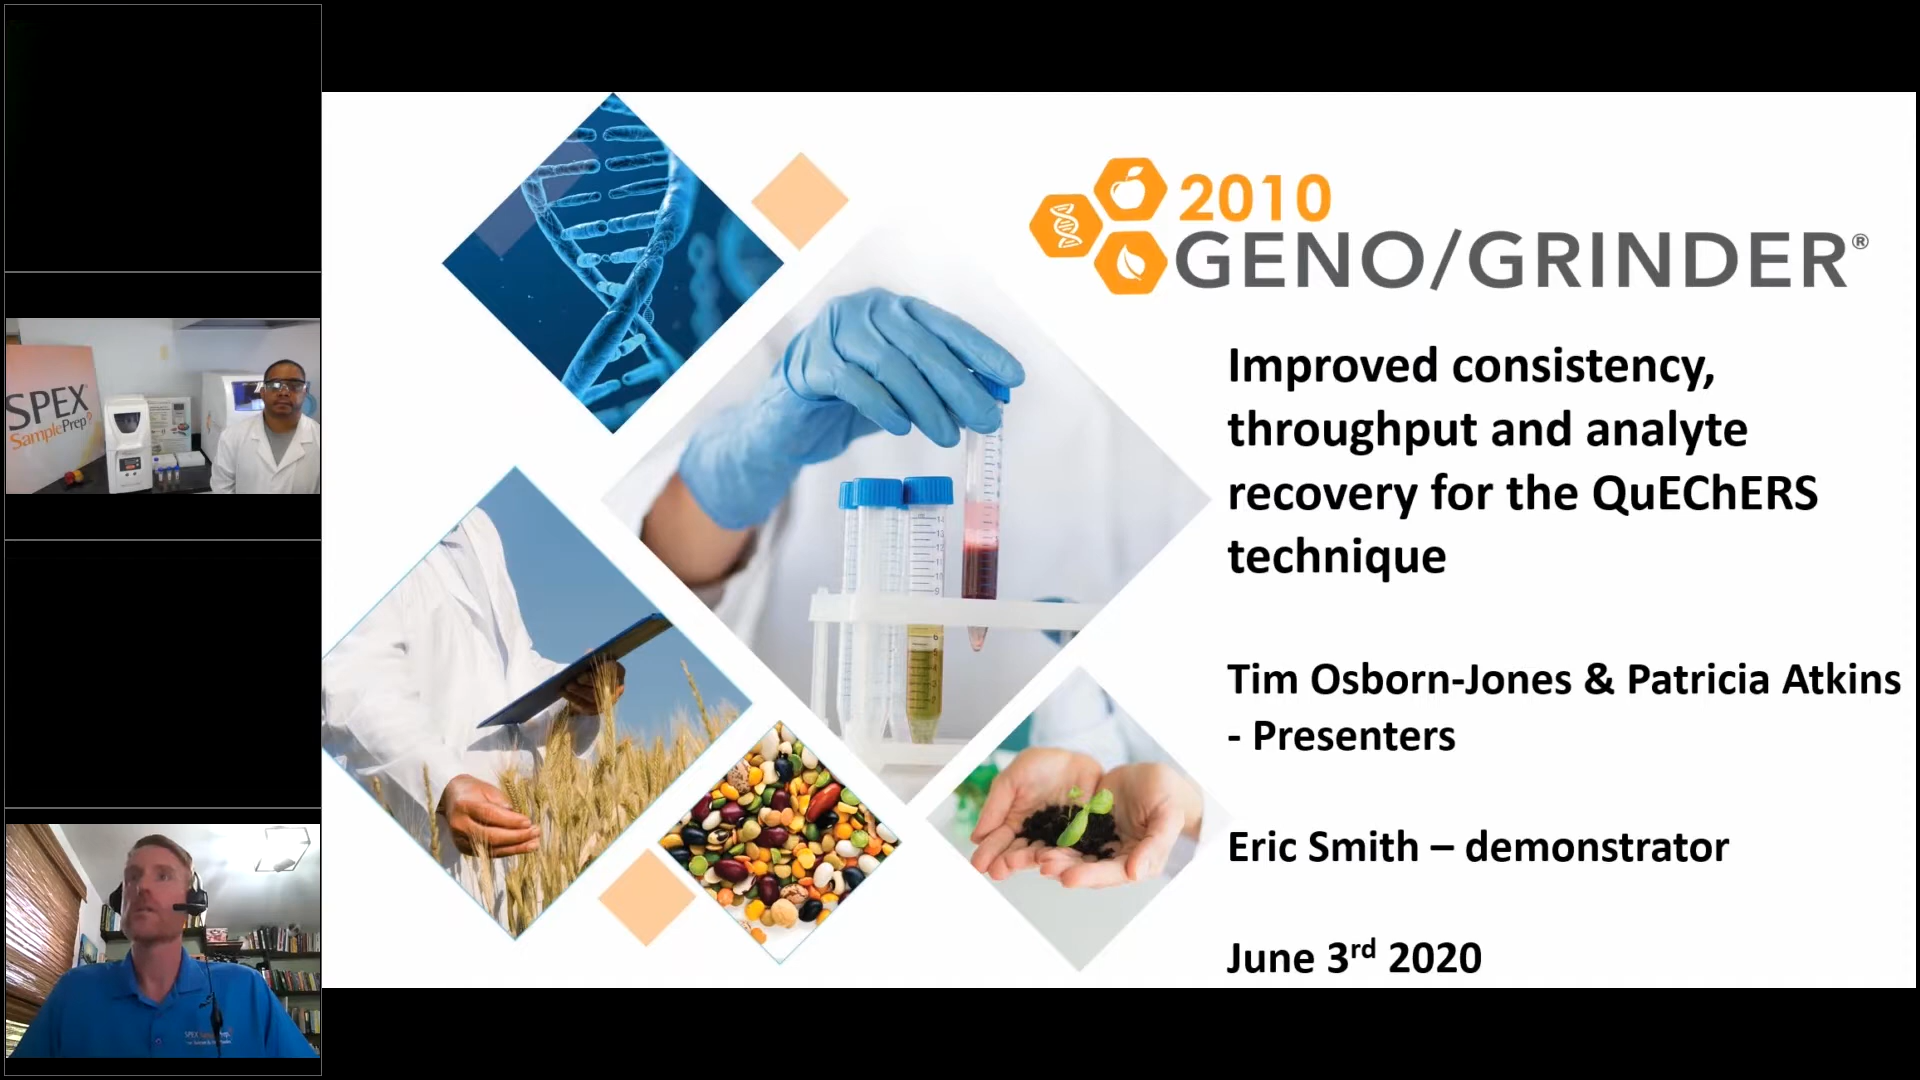 SPEX®
SamplePrep
2010
GENO/GRINDER®
Improved consistency,
throughput and analyte
recovery for the QuEChERS
technique
Tim Osborn-Jones & Patricia Atkins
- Presenters
Eric Smith – demonstrator
June 3rd 2020